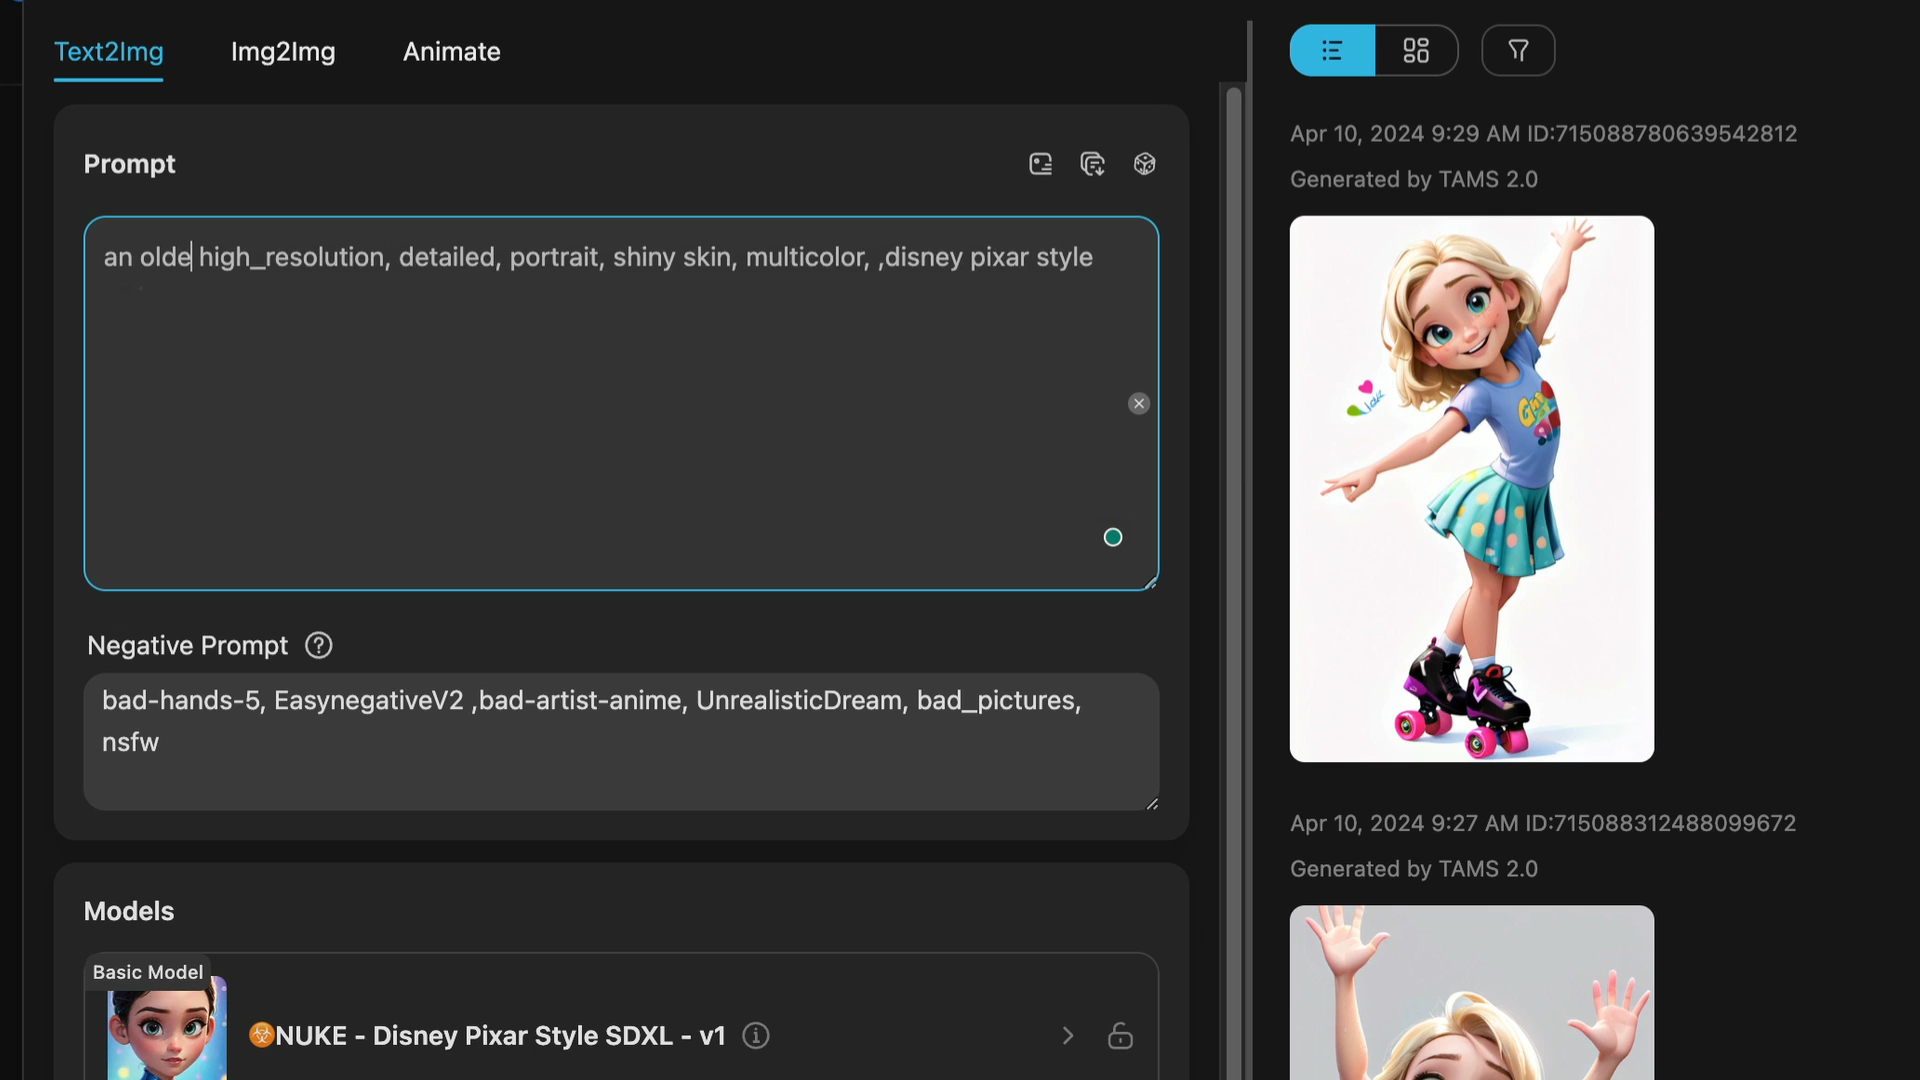 Text2Img
Img2Img
Animate
Prompt
an olde high_resolution, detailed, portrait, shiny skin, multicolor, ,disney pixar style
Negative Prompt
bad-hands-5, EasynegativeV2 ,bad-artist-anime, UnrealisticDream, bad_pictures,
nsfw
Models
Basic Model
NUKE - Disney Pixar Style SDXL - v1
Apr 10, 2024 9:29 AM ID:715088780639542812
Generated by TAMS 2.0
Apr 10, 2024 9:27 AM ID:715088312488099672
Generated by TAMS 2.0